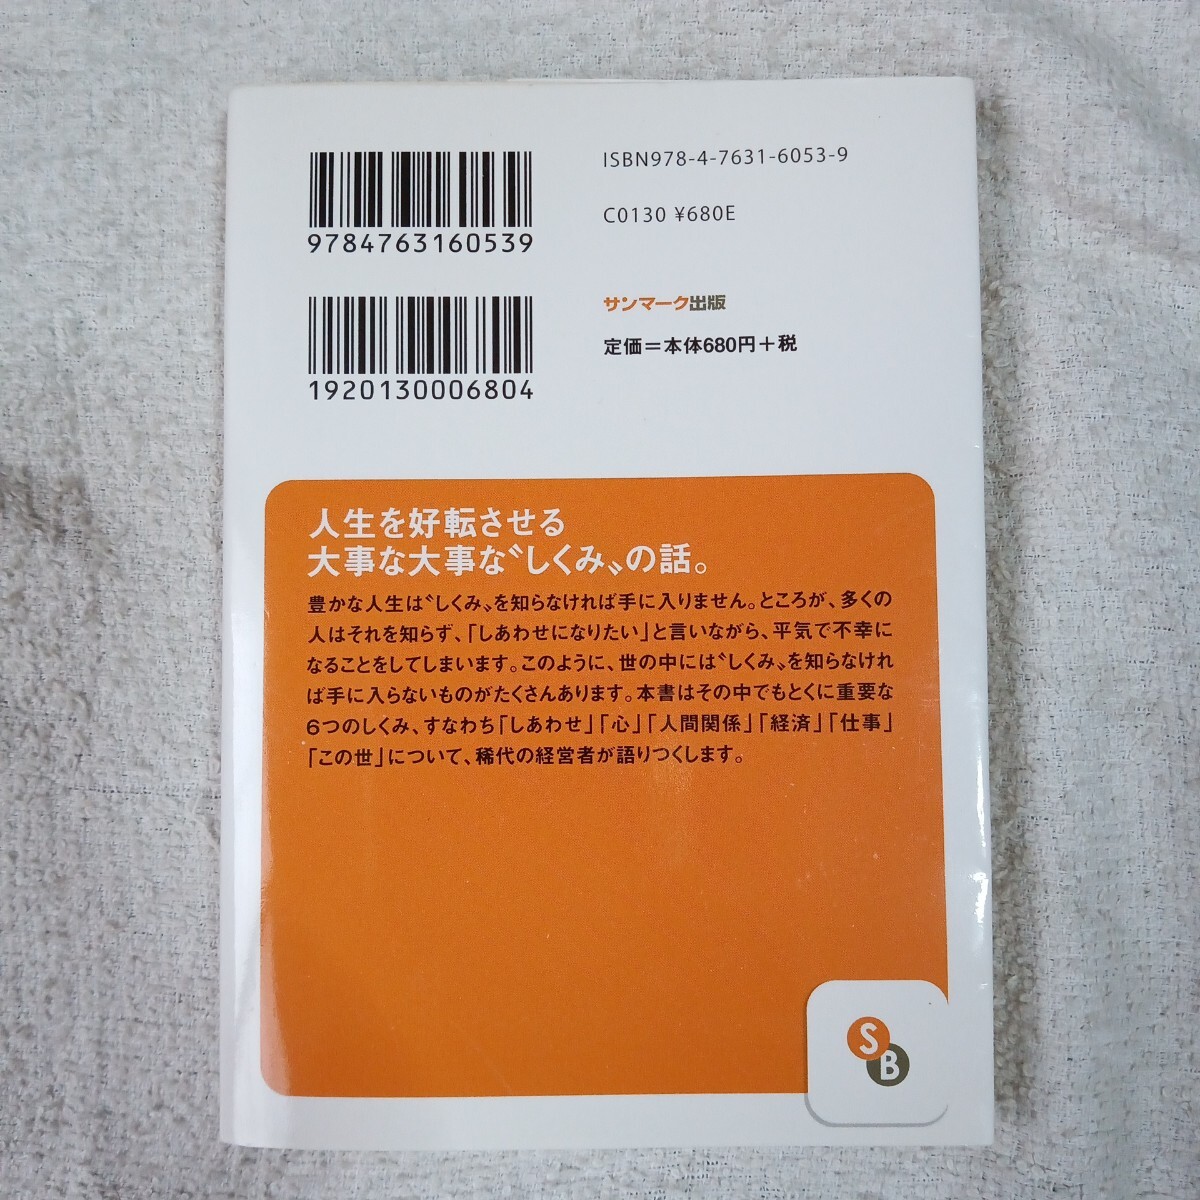 ISBN978-4-7631-6053-9
C0130 ¥680E
9784763160539
サンマーク出版
定価＝本体680円＋税
1920130006804
人生を好転させる
大事な大事な〝しくみ〟の話。
豊かな人生は〝しくみ〟を知らなければ手に入りません。ところが、多くの
人はそれを知らず、「しあわせになりたい」と言いながら、平気で不幸に
なることをしてしまいます。このように、世の中には〝しくみ〟を知らなけれ
ば手に入らないものがたくさんあります。本書はその中でもとくに重要な
6つのしくみ、すなわち「しあわせ」「心」「人間関係」「経済」「仕事」
「この世」について、稀代の経営者が語りつくします。
S
B